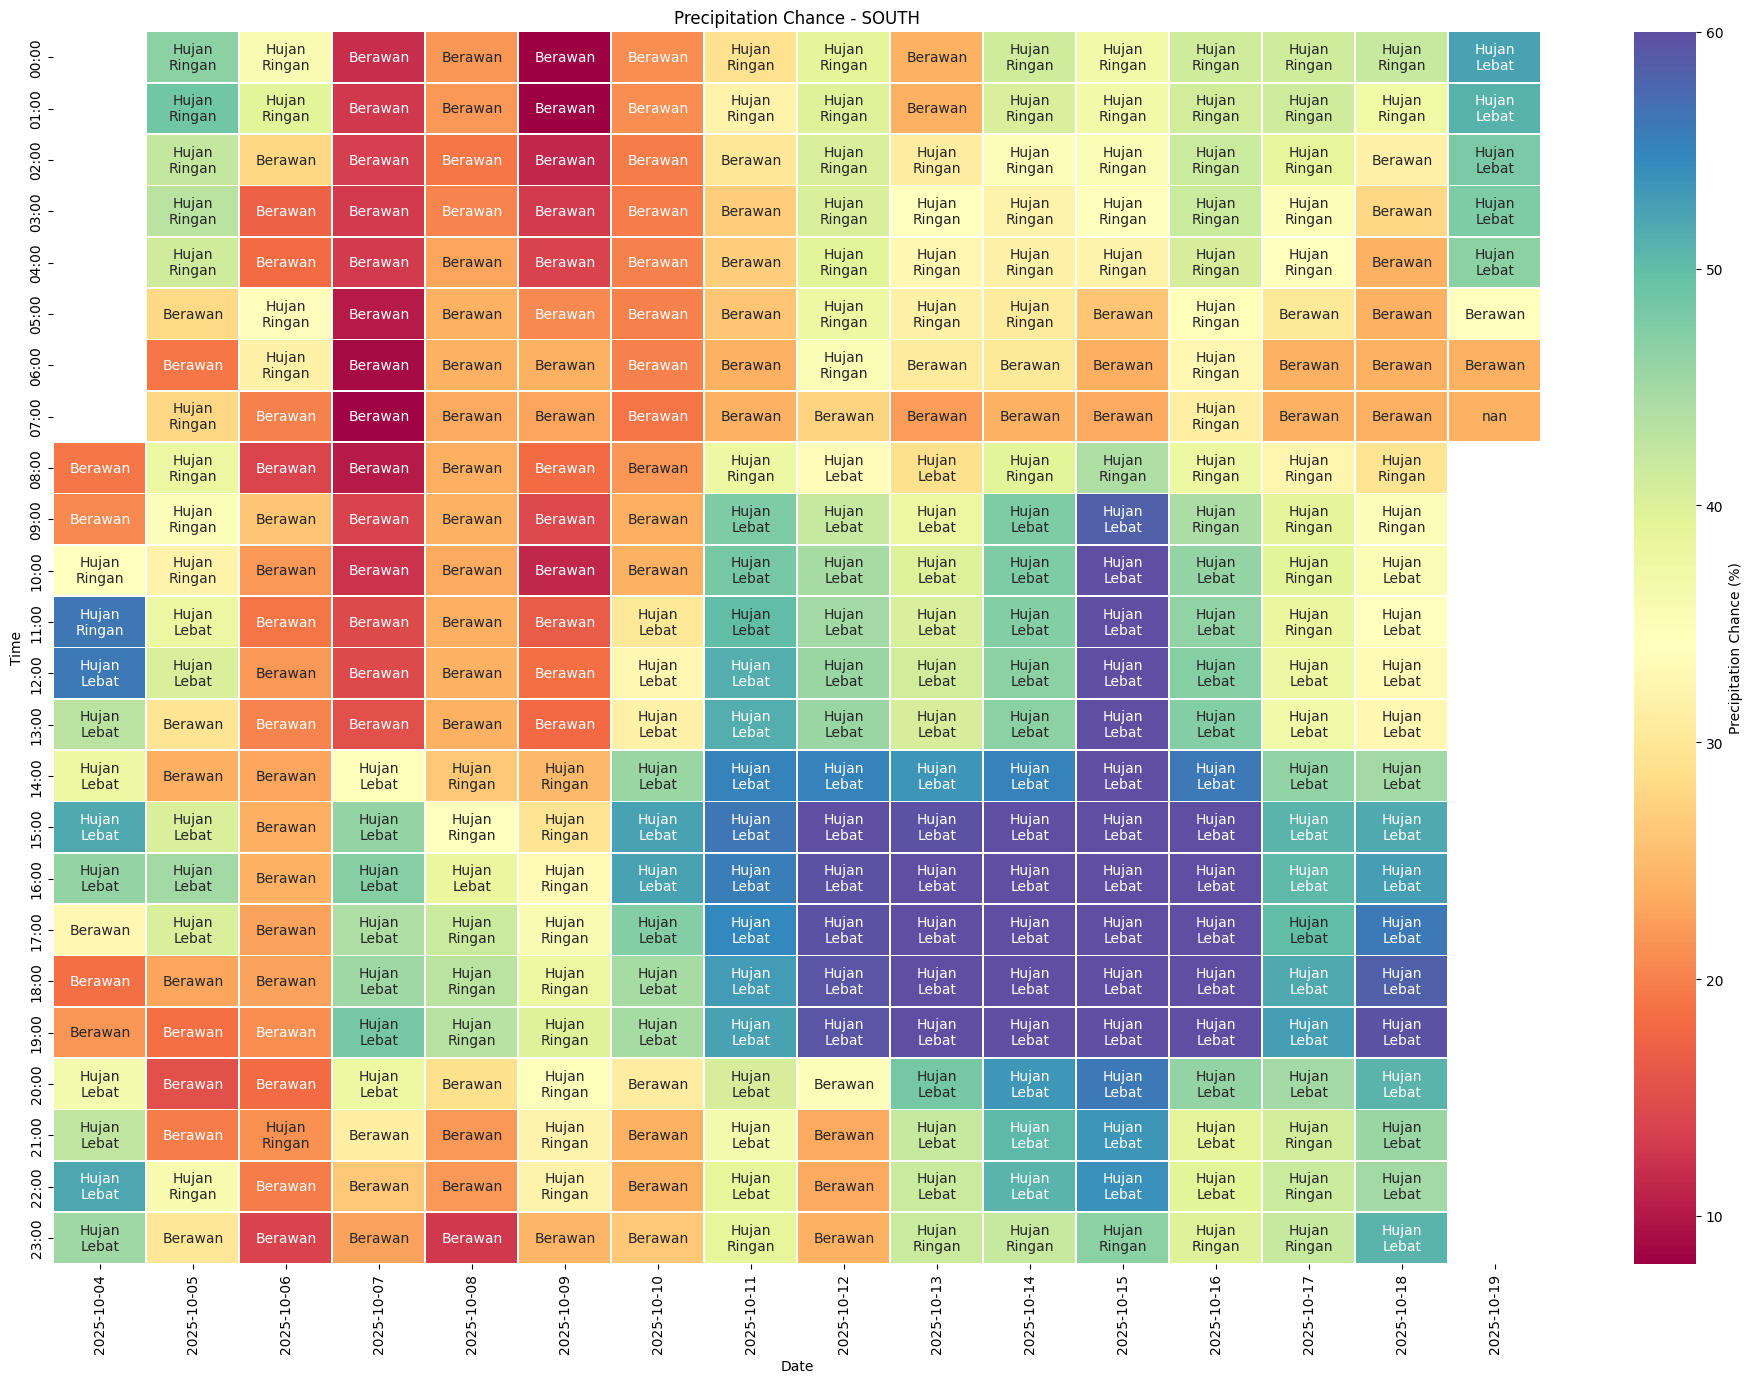 Precipitation Chance - SOUTH
00:00 Hujan Ringan Hujan Ringan Berawan Berawan Berawan Berawan Hujan Ringan Hujan Ringan Berawan Hujan Ringan Hujan Ringan Hujan Ringan Hujan Ringan Hujan Ringan Hujan Lebat
01:00 Hujan Ringan Hujan Ringan Berawan Berawan Berawan Berawan Hujan Ringan Hujan Ringan Berawan Hujan Ringan Hujan Ringan Hujan Ringan Hujan Ringan Hujan Ringan Hujan Lebat
02:00 Hujan Ringan Berawan Berawan Berawan Berawan Berawan Berawan Hujan Ringan Hujan Ringan Hujan Ringan Hujan Ringan Hujan Ringan Hujan Ringan Berawan Hujan Lebat
03:00 Hujan Ringan Berawan Berawan Berawan Berawan Berawan Berawan Hujan Ringan Hujan Ringan Hujan Ringan Hujan Ringan Hujan Ringan Hujan Ringan Berawan Hujan Lebat
04:00 Hujan Ringan Berawan Berawan Berawan Berawan Berawan Berawan Hujan Ringan Hujan Ringan Hujan Ringan Hujan Ringan Hujan Ringan Hujan Ringan Berawan Hujan Lebat
05:00 Berawan Hujan Ringan Berawan Berawan Berawan Berawan Berawan Hujan Ringan Hujan Ringan Hujan Ringan Berawan Hujan Ringan Berawan Berawan Berawan
06:00 Berawan Hujan Ringan Berawan Berawan Berawan Berawan Berawan Hujan Ringan Berawan Berawan Berawan Hujan Ringan Berawan Berawan Berawan
07:00 Hujan Ringan Berawan Berawan Berawan Berawan Berawan Berawan Berawan Berawan Berawan Berawan Hujan Ringan Berawan Berawan nan
08:00 Berawan Hujan Ringan Berawan Berawan Berawan Berawan Berawan Hujan Ringan Hujan Lebat Hujan Lebat Hujan Ringan Hujan Ringan Hujan Ringan Hujan Ringan Hujan Ringan
09:00 Berawan Hujan Ringan Berawan Berawan Berawan Berawan Berawan Hujan Lebat Hujan Lebat Hujan Lebat Hujan Lebat Hujan Lebat Hujan Ringan Hujan Ringan Hujan Ringan
10:00 Hujan Ringan Hujan Ringan Berawan Berawan Berawan Berawan Berawan Hujan Lebat Hujan Lebat Hujan Lebat Hujan Lebat Hujan Lebat Hujan Lebat Hujan Ringan Hujan Lebat
11:00 Hujan Ringan Hujan Lebat Berawan Berawan Berawan Berawan Hujan Lebat Hujan Lebat Hujan Lebat Hujan Lebat Hujan Lebat Hujan Lebat Hujan Lebat Hujan Ringan Hujan Lebat
12:00 Hujan Lebat Hujan Lebat Berawan Berawan Berawan Berawan Hujan Lebat Hujan Lebat Hujan Lebat Hujan Lebat Hujan Lebat Hujan Lebat Hujan Lebat Hujan Lebat Hujan Lebat
13:00 Hujan Lebat Berawan Berawan Berawan Berawan Berawan Hujan Lebat Hujan Lebat Hujan Lebat Hujan Lebat Hujan Lebat Hujan Lebat Hujan Lebat Hujan Lebat Hujan Lebat
14:00 Hujan Lebat Berawan Berawan Hujan Lebat Hujan Ringan Hujan Ringan Hujan Lebat Hujan Lebat Hujan Lebat Hujan Lebat Hujan Lebat Hujan Lebat Hujan Lebat Hujan Lebat Hujan Lebat
15:00 Hujan Lebat Hujan Lebat Berawan Hujan Lebat Hujan Ringan Hujan Ringan Hujan Lebat Hujan Lebat Hujan Lebat Hujan Lebat Hujan Lebat Hujan Lebat Hujan Lebat Hujan Lebat Hujan Lebat
16:00 Hujan Lebat Hujan Lebat Berawan Hujan Lebat Hujan Lebat Hujan Ringan Hujan Lebat Hujan Lebat Hujan Lebat Hujan Lebat Hujan Lebat Hujan Lebat Hujan Lebat Hujan Lebat Hujan Lebat
17:00 Berawan Hujan Lebat Berawan Hujan Lebat Hujan Ringan Hujan Ringan Hujan Lebat Hujan Lebat Hujan Lebat Hujan Lebat Hujan Lebat Hujan Lebat Hujan Lebat Hujan Lebat Hujan Lebat
18:00 Berawan Berawan Berawan Hujan Lebat Hujan Ringan Hujan Ringan Hujan Lebat Hujan Lebat Hujan Lebat Hujan Lebat Hujan Lebat Hujan Lebat Hujan Lebat Hujan Lebat Hujan Lebat
19:00 Berawan Berawan Berawan Hujan Lebat Hujan Ringan Hujan Ringan Hujan Lebat Hujan Lebat Hujan Lebat Hujan Lebat Hujan Lebat Hujan Lebat Hujan Lebat Hujan Lebat Hujan Lebat
20:00 Hujan Lebat Berawan Berawan Hujan Lebat Berawan Hujan Ringan Berawan Hujan Lebat Berawan Hujan Lebat Hujan Lebat Hujan Lebat Hujan Lebat Hujan Lebat Hujan Lebat
21:00 Hujan Lebat Berawan Hujan Ringan Berawan Berawan Hujan Ringan Berawan Hujan Lebat Berawan Hujan Lebat Hujan Lebat Hujan Lebat Hujan Lebat Hujan Ringan Hujan Lebat
22:00 Hujan Lebat Hujan Ringan Berawan Berawan Berawan Hujan Ringan Berawan Hujan Lebat Berawan Hujan Lebat Hujan Lebat Hujan Lebat Hujan Lebat Hujan Ringan Hujan Lebat
23:00 Hujan Lebat Berawan Berawan Berawan Berawan Berawan Berawan Hujan Ringan Berawan Hujan Ringan Hujan Ringan Hujan Ringan Hujan Ringan Hujan Ringan Hujan Lebat
2025-10-04 2025-10-05 2025-10-06 2025-10-07 2025-10-08 2025-10-09 2025-10-10 2025-10-11 2025-10-12 2025-10-13 2025-10-14 2025-10-15 2025-10-16 2025-10-17 2025-10-18 2025-10-19
Time
Date
60
50
40
30
20
10
Precipitation Chance (%)